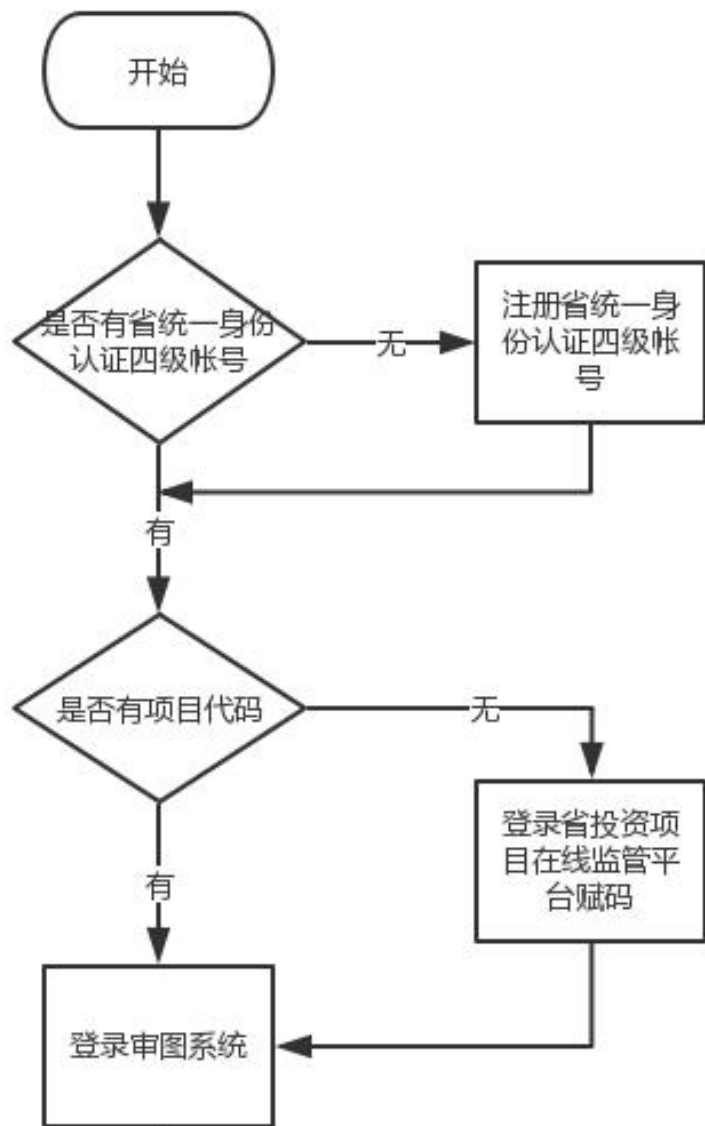 开始
是否有省统一身份
认证四级帐号
无
注册省统一身
份认证四级帐
号
有
是否有项目代码
无
登录省投资项
目在线监管平
台赋码
有
登录审图系统